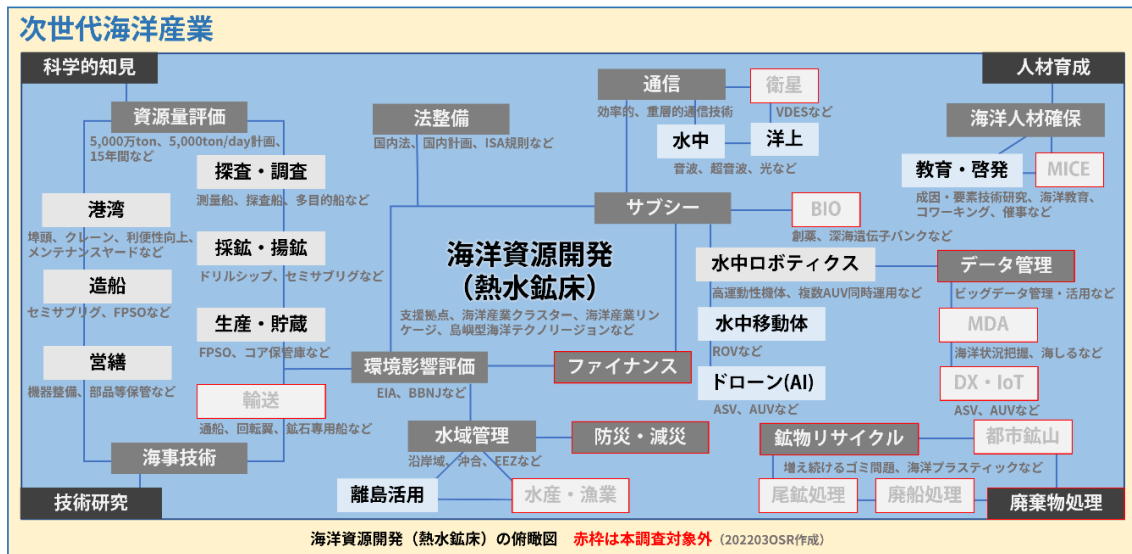 次世代海洋産業
科学的知見
資源量評価
5,000万ton、5,000ton/day計画、
15年間など
探査・調査
測量船、探査船、多目的船など
港湾
埠頭、クレーン、利便性向上、
メンテナンスヤードなど
採鉱・揚鉱
ドリルシップ、セミサブリグなど
造船
セミサブリグ、FPSOなど
生産・貯蔵
FPSO、コア保管庫など
営繕
機器整備、部品等保管など
輸送
通船、回転翼、鉱石専用船など
海事技術
技術研究
法整備
国内法、国内計画、ISA規則など
通信
効率的、重層的通信技術
衛星
VDESなど
水中
洋上
音波、超音波、光など
サブシー
BIO
創薬、深海遺伝子バンクなど
海洋資源開発
(熱水鉱床)
支援拠点、海洋産業クラスター、海洋産業リン
ケージ、島嶼型海洋テクノリージョンなど
環境影響評価
EIA、BBNJなど
ファイナンス
水域管理
沿岸域、沖合、EEZなど
防災・減災
離島活用
水産・漁業
人材育成
海洋人材確保
教育・啓発
MICE
成因・要素技術研究、海洋教育、
コワーキング、催事など
水中ロボティクス
高運動性機体、複数AUV同時運用など
データ管理
ビッグデータ管理・活用など
水中移動体
ROVなど
MDA
海洋状況把握、海しるなど
ドローン(AI)
ASV、AUVなど
DX・IoT
ASV、AUVなど
鉱物リサイクル
都市鉱山
増え続けるゴミ問題、海洋プラスティックなど
尾鉱処理
廃船処理
廃棄物処理
海洋資源開発（熱水鉱床）の俯瞰図 赤枠は本調査対象外（202203OSR作成）